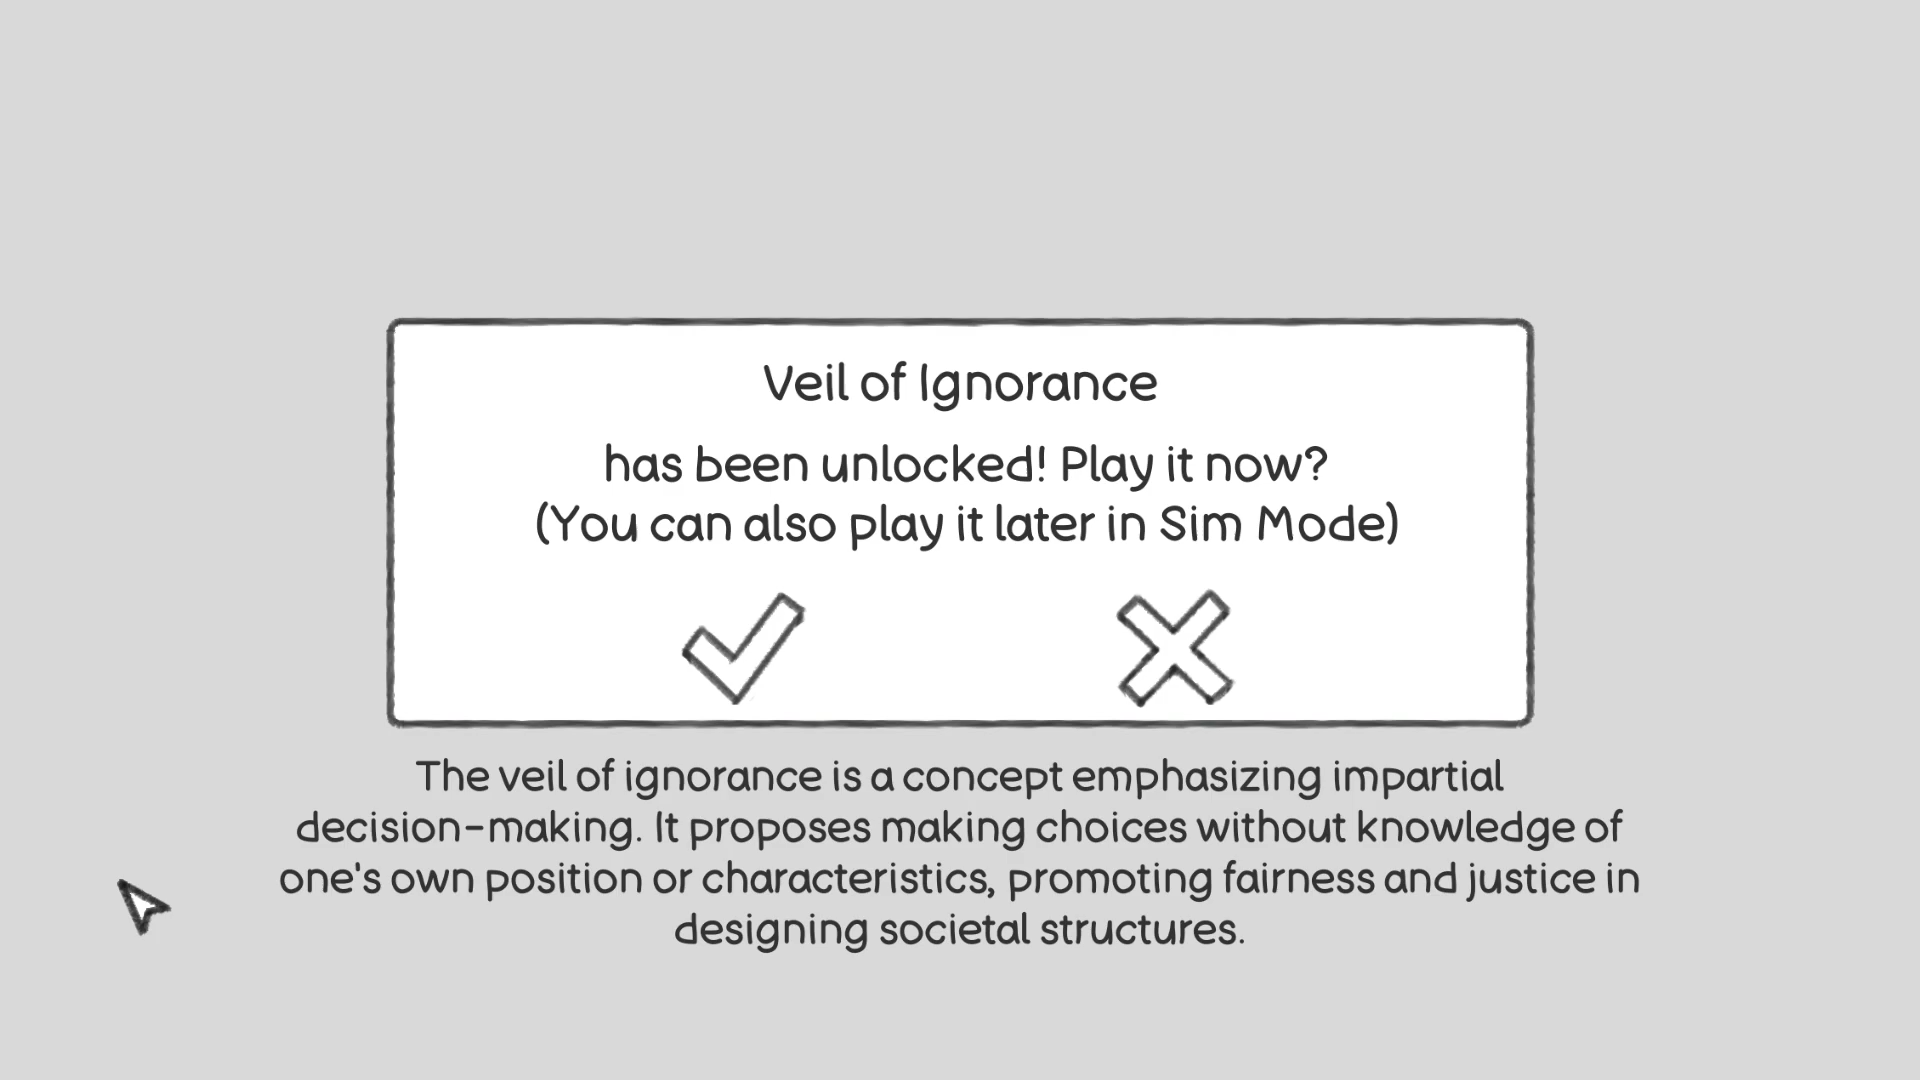 Veil of Ignorance
has been unlocked! Play it now?
(You can also play it later in Sim Mode)
The veil of ignorance is a concept emphasizing impartial
decision-making. It proposes making choices without knowledge of
one's own position or characteristics, promoting fairness and justice in
designing societal structures.